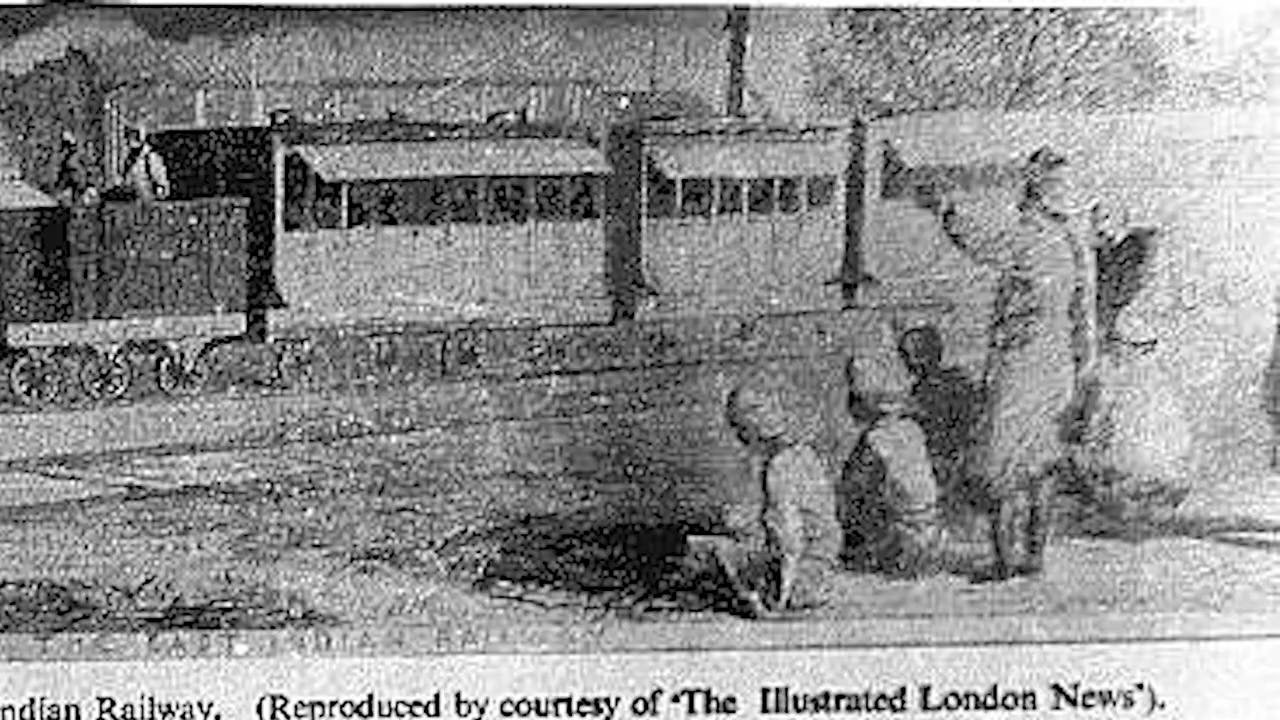 ndian Railway. (Reproduced by courtesy of ‘The Illustrated London News’).